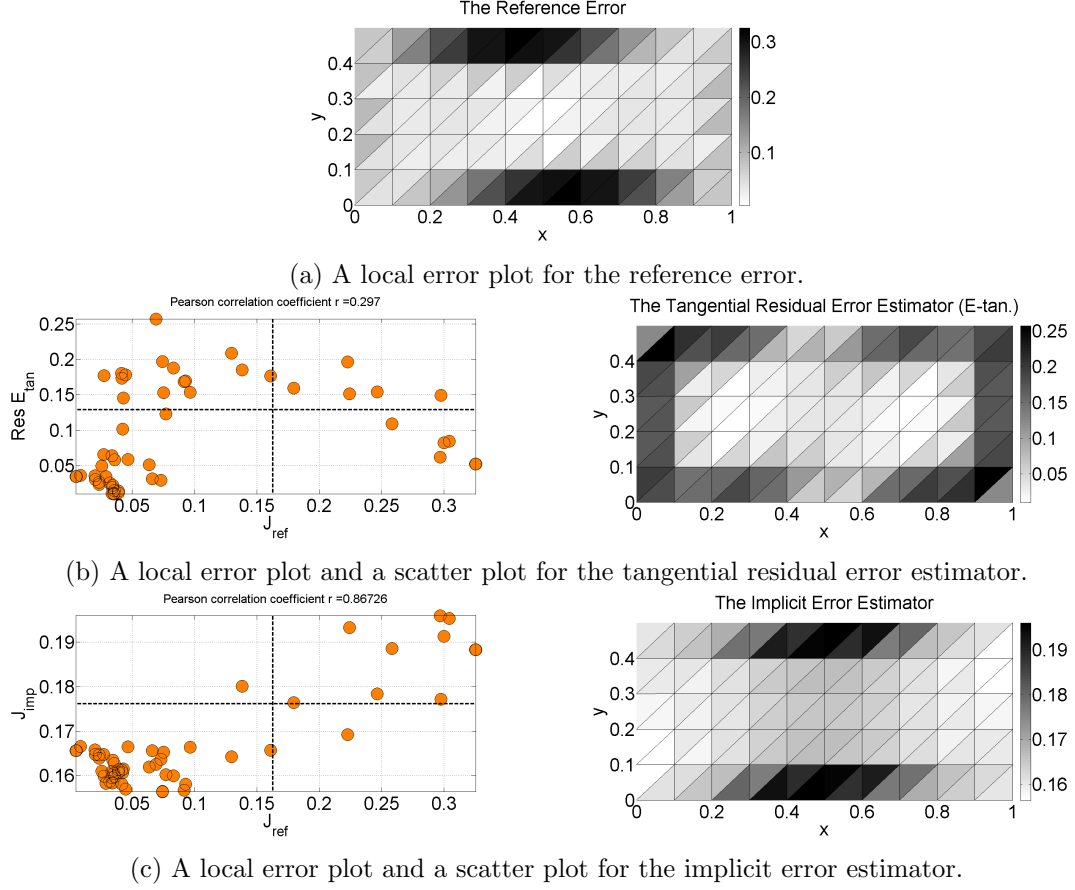 The Reference Error
y
0.4
0.3
0.2
0.1
0
0 0.2 0.4 0.6 0.8 1
x
0.3
0.2
0.1
(a) A local error plot for the reference error.
Pearson correlation coefficient r =0.297
Res E_tan
0.25
0.2
0.15
0.1
0.05
0.05 0.1 0.15 0.2 0.25 0.3
J_ref
The Tangential Residual Error Estimator (E-tan.)
y
0.4
0.3
0.2
0.1
0
0 0.2 0.4 0.6 0.8 1
x
0.25
0.2
0.15
0.1
0.05
(b) A local error plot and a scatter plot for the tangential residual error estimator.
Pearson correlation coefficient r =0.86726
J_imp
0.19
0.18
0.17
0.16
0.05 0.1 0.15 0.2 0.25 0.3
J_ref
The Implicit Error Estimator
y
0.4
0.3
0.2
0.1
0
0 0.2 0.4 0.6 0.8 1
x
0.19
0.18
0.17
0.16
(c) A local error plot and a scatter plot for the implicit error estimator.